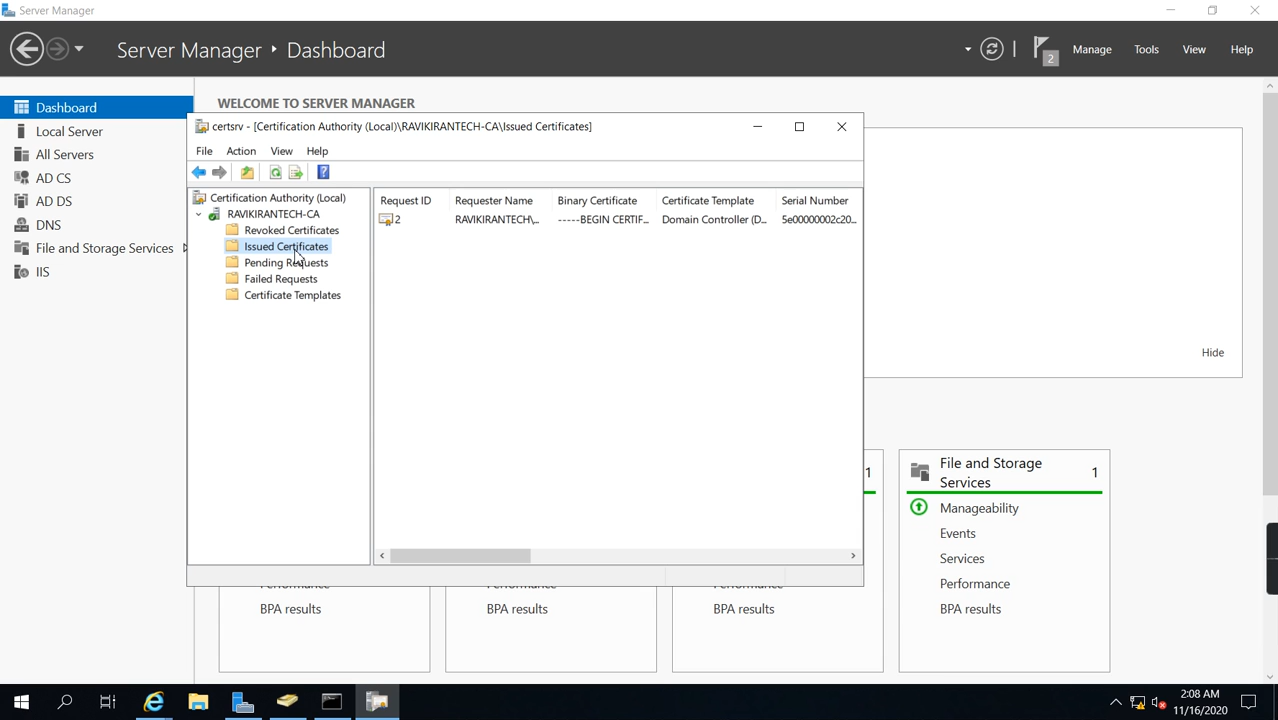 Server Manager
Server Manager ‣ Dashboard
2
Manage
Tools
View
Help
Dashboard
Local Server
All Servers
AD CS
AD DS
DNS
File and Storage Services
IIS
WELCOME TO SERVER MANAGER
certsrv - [Certification Authority (Local)\RAVIKIRANTECH-CA\Issued Certificates]
File
Action
View
Help
Certification Authority (Local)
RAVIKIRANTECH-CA
Revoked Certificates
Issued Certificates
Pending Requests
Failed Requests
Certificate Templates
Request ID
Requester Name
Binary Certificate
Certificate Template
Serial Number
2
RAVIKIRANTECH\...
-----BEGIN CERTIF...
Domain Controller (D...
5e00000002c20...
Hide
1
File and Storage
Services
1
Manageability
Events
Services
Performance
BPA results
BPA results
BPA results
BPA results
2:08 AM
11/16/2020